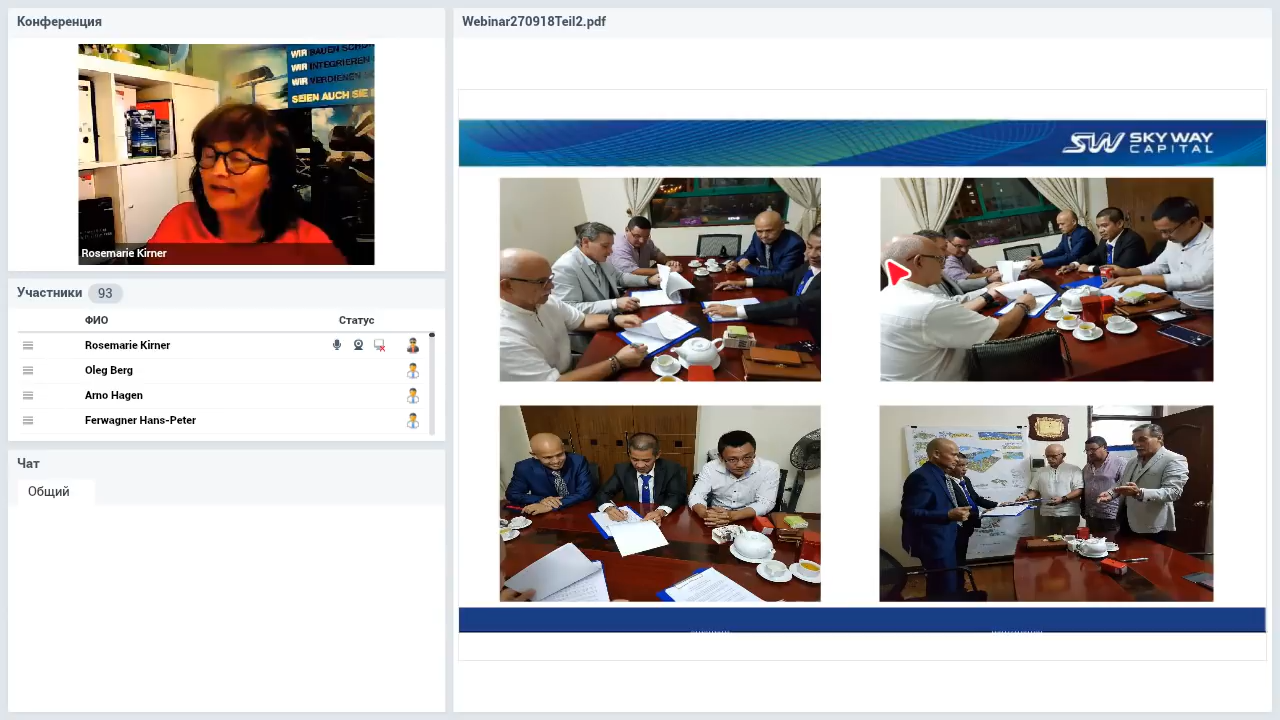 Конференция
WIR BAUEN
WIR INTEGRIEREN
WIR VERDIENEN
SEIEN AUCH SIE
Rosemarie Kirner
Участники 93
ФИО Статус
Rosemarie Kirner
Oleg Berg
Arno Hagen
Ferwagner Hans-Peter
Чат
Общий
Webinar270918Teil2.pdf
SW SKY WAY
CAPITAL